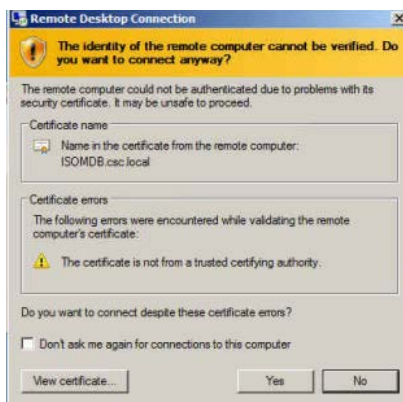 Remote Desktop Connection
The identity of the remote computer cannot be verified. Do
you want to connect anyway?
The remote computer could not be authenticated due to problems with its
security certificate. It may be unsafe to proceed.
Certificate name
Name in the certificate from the remote computer:
ISOMDB.csc.local
Certificate errors
The following errors were encountered while validating the remote
computer's certificate:
The certificate is not from a trusted certifying authority.
Do you want to connect despite these certificate errors?
Don't ask me again for connections to this computer
View certificate...
Yes
No